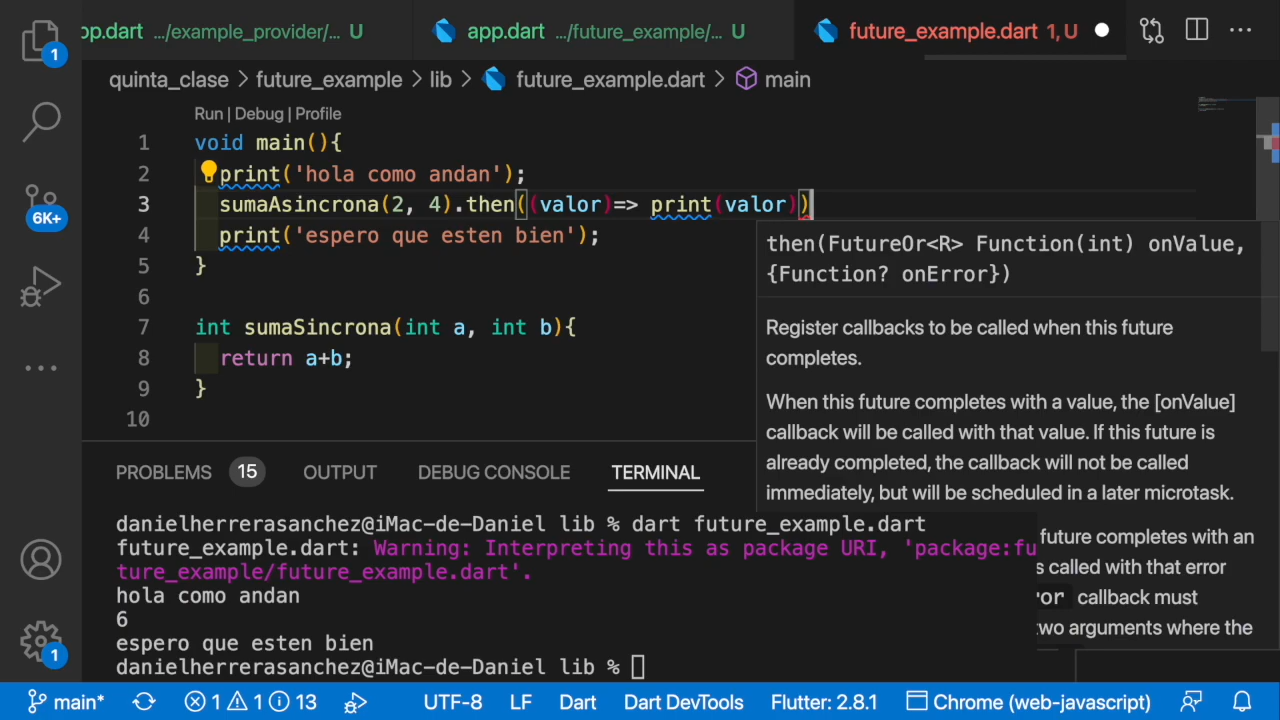 pp.dart .../example_provider/... U
app.dart .../future_example/... U
future_example.dart 1, U
1
quinta_clase > future_example > lib > future_example.dart > main
Run | Debug | Profile
1 void main(){
2 print('hola como andan');
3 sumaAsincrona(2, 4).then((valor)=> print(valor))
4 print('espero que esten bien');
5 }
6
7 int sumaSincrona(int a, int b){
8 return a+b;
9 }
10
then(FutureOr<R> Function(int) onValue,
{Function? onError})
Register callbacks to be called when this future
completes.
When this future completes with a value, the [onValue]
callback will be called with that value. If this future is
already completed, the callback will not be called
immediately, but will be scheduled in a later microtask.
future completes with an
s called with that error
ror callback must
two arguments where the
6K+
1
PROBLEMS 15 OUTPUT DEBUG CONSOLE TERMINAL
danielherrerasanchez@iMac-de-Daniel lib % dart future_example.dart
future_example.dart: Warning: Interpreting this as package URI, 'package:fu
ture_example/future_example.dart'.
hola como andan
6
espero que esten bien
danielherrerasanchez@iMac-de-Daniel lib %
main* 1 1 13 UTF-8 LF Dart Dart DevTools Flutter: 2.8.1 Chrome (web-javascript)